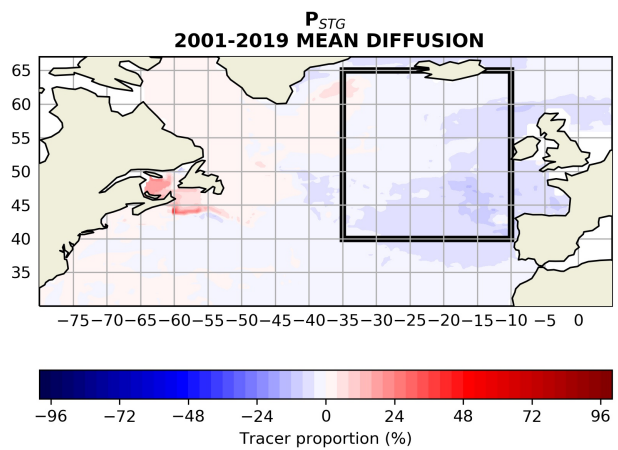 P_STG
2001-2019 MEAN DIFFUSION
65
60
55
50
45
40
35
−75 −70 −65 −60 −55 −50 −45 −40 −35 −30 −25 −20 −15 −10 −5 0
−96 −72 −48 −24 0 24 48 72 96
Tracer proportion (%)